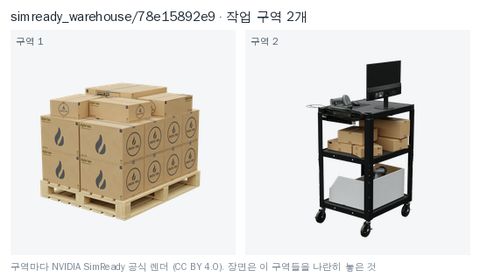 simready_warehouse/78e15892e9 · 작업 구역 2개
구역 1
구역 2
구역마다 NVIDIA SimReady 공식 렌더 (CC BY 4.0). 장면은 이 구역들을 나란히 놓은 것